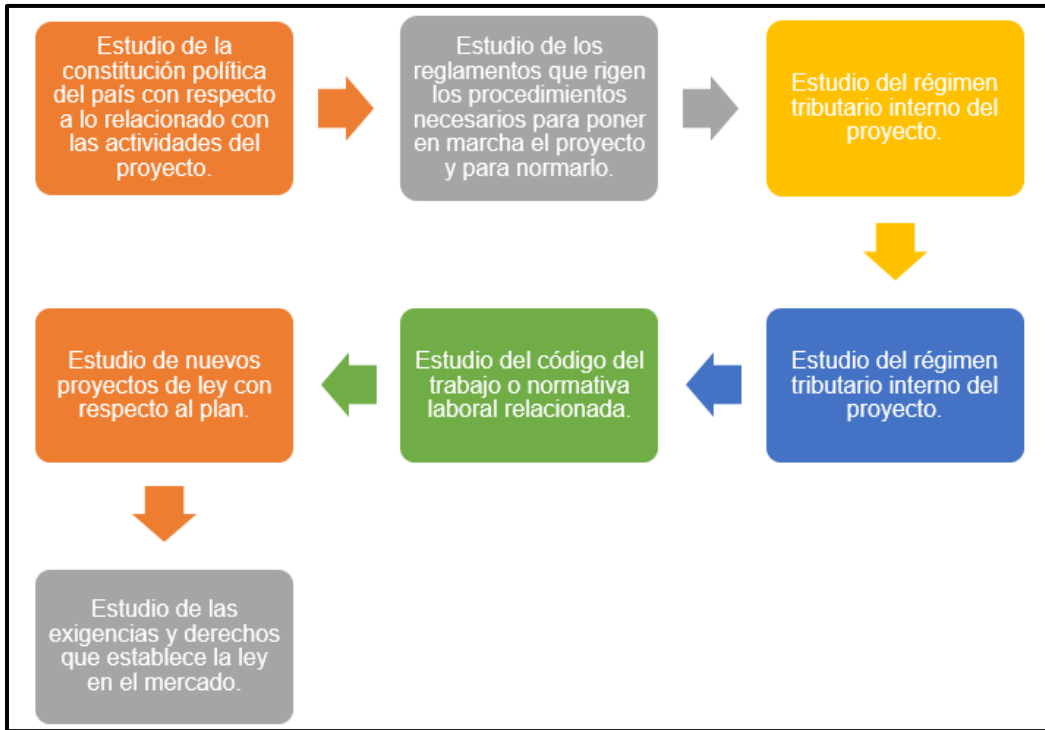 Estudio de la
constitución política
del país con respecto
a lo relacionado con
las actividades del
proyecto.
Estudio de los
reglamentos que rigen
los procedimientos
necesarios para poner
en marcha el proyecto
y para normarlo.
Estudio del régimen
tributario interno del
proyecto.
Estudio del régimen
tributario interno del
proyecto.
Estudio del código del
trabajo o normativa
laboral relacionada.
Estudio de nuevos
proyectos de ley con
respecto al plan.
Estudio de las
exigencias y derechos
que establece la ley
en el mercado.